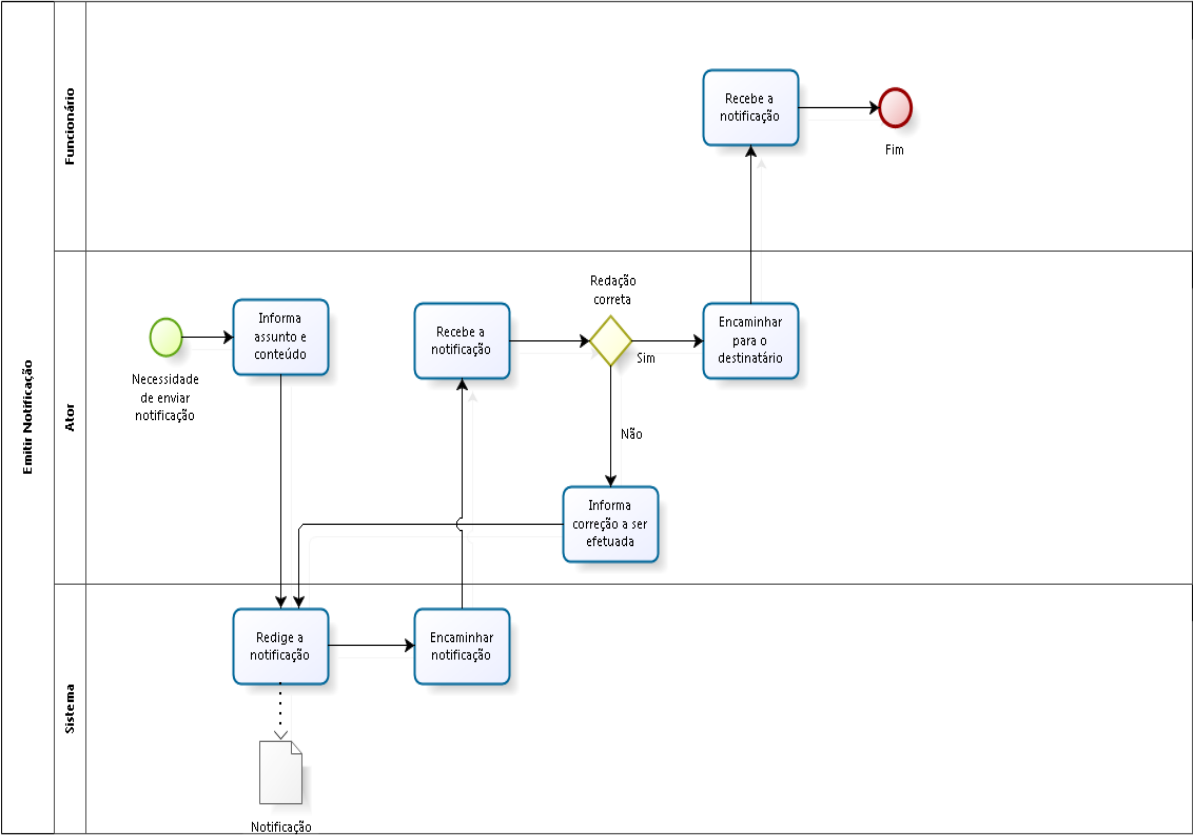 Emitir Notificação
Funcionário
Recebe a
notificação
Fim
Ator
Necessidade
de enviar
notificação
Informa
assunto e
conteúdo
Recebe a
notificação
Redação
correta
Sim
Não
Encaminhar
para o
destinatário
Informa
correção a ser
efetuada
Sistema
Redige a
notificação
Encaminhar
notificação
Notificação